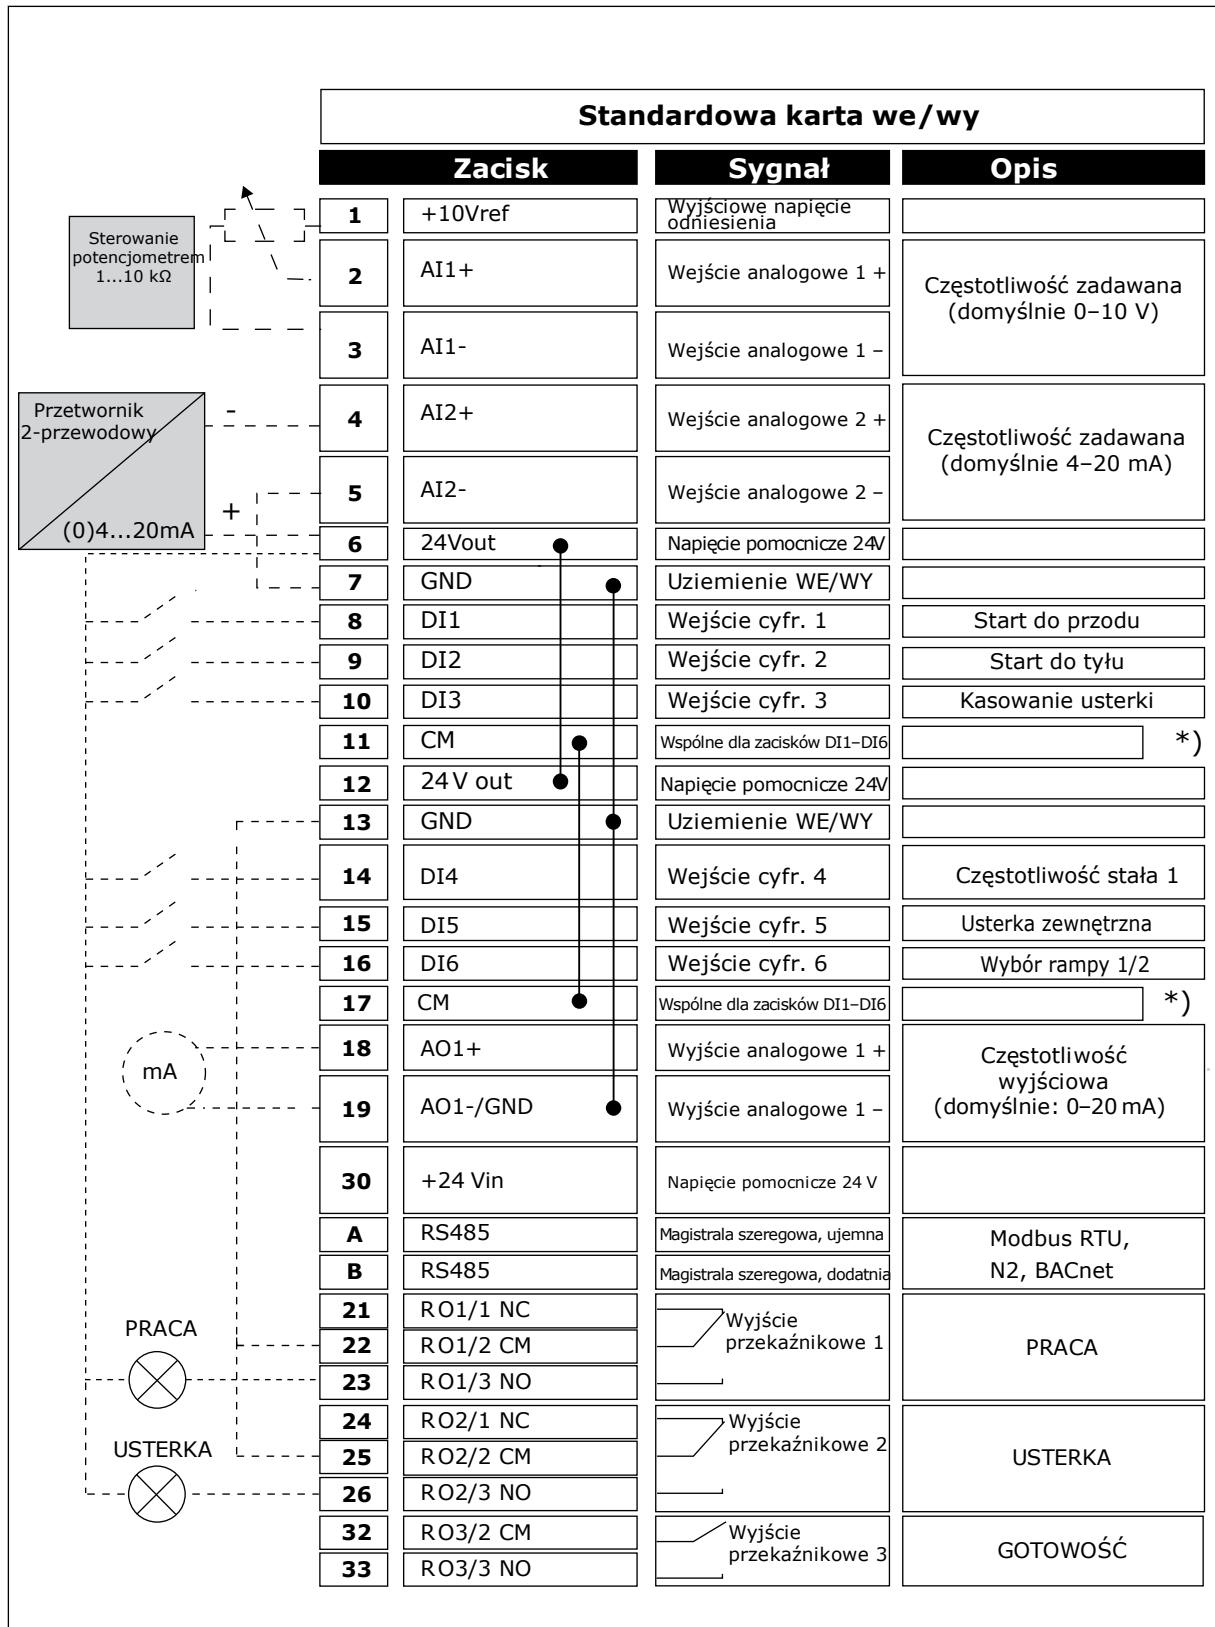 Standardowa karta we/wy
Zacisk Sygnał Opis
1 +10Vref Wyjściowe napięcie
odniesienia
Sterowanie
potencjometrem
1...10 kΩ
2 AI1+ Wejście analogowe 1 +
Częstotliwość zadawana
(domyślnie 0–10 V)
3 AI1- Wejście analogowe 1 –
Przetwornik
2-przewodowy
-
+
(0)4...20mA
4 AI2+ Wejście analogowe 2 +
Częstotliwość zadawana
(domyślnie 4–20 mA)
5 AI2- Wejście analogowe 2 –
6 24Vout Napięcie pomocnicze 24V
7 GND Uziemienie WE/WY
8 DI1 Wejście cyfr. 1 Start do przodu
9 DI2 Wejście cyfr. 2 Start do tyłu
10 DI3 Wejście cyfr. 3 Kasowanie usterki
11 CM Wspólne dla zacisków DI1–DI6 *)
12 24V out Napięcie pomocnicze 24V
13 GND Uziemienie WE/WY
14 DI4 Wejście cyfr. 4 Częstotliwość stała 1
15 DI5 Wejście cyfr. 5 Usterka zewnętrzna
16 DI6 Wejście cyfr. 6 Wybór rampy 1/2
17 CM Wspólne dla zacisków DI1–DI6 *)
mA
18 AO1+ Wyjście analogowe 1 +
Częstotliwość
wyjściowa
(domyślnie: 0–20 mA)
19 AO1-/GND Wyjście analogowe 1 –
30 +24 Vin Napięcie pomocnicze 24 V
A RS485 Magistrala szeregowa, ujemna
Modbus RTU,
N2, BACnet
B RS485 Magistrala szeregowa, dodatnia
21 RO1/1 NC
PRACA
Wyjście
przekaźnikowe 1
22 RO1/2 CM
PRACA
23 RO1/3 NO
24 RO2/1 NC
USTERKA
Wyjście
przekaźnikowe 2
25 RO2/2 CM
USTERKA
26 RO2/3 NO
32 RO3/2 CM
Wyjście
przekaźnikowe 3
GOTOWOŚĆ
33 RO3/3 NO